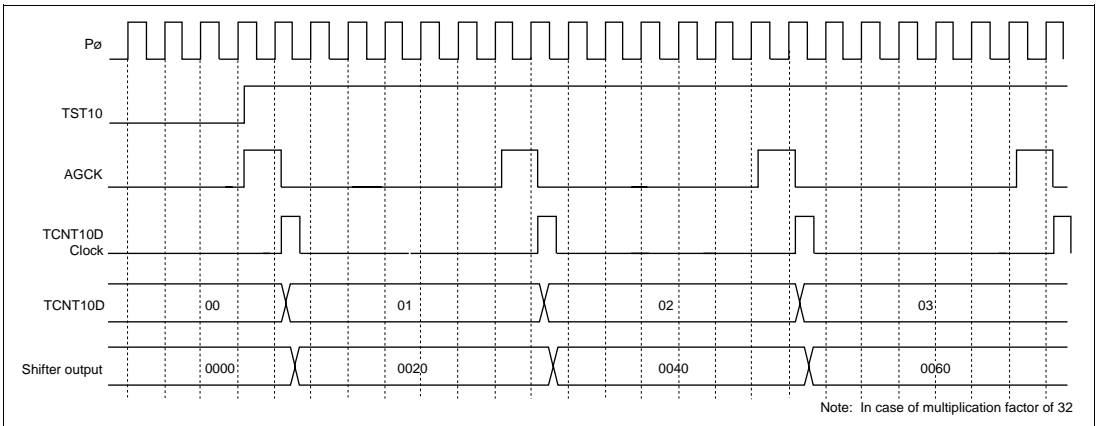 Pø
TST10
AGCK
TCNT10D
Clock
TCNT10D 00 01 02 03
Shifter output 0000 0020 0040 0060
Note: In case of multiplication factor of 32